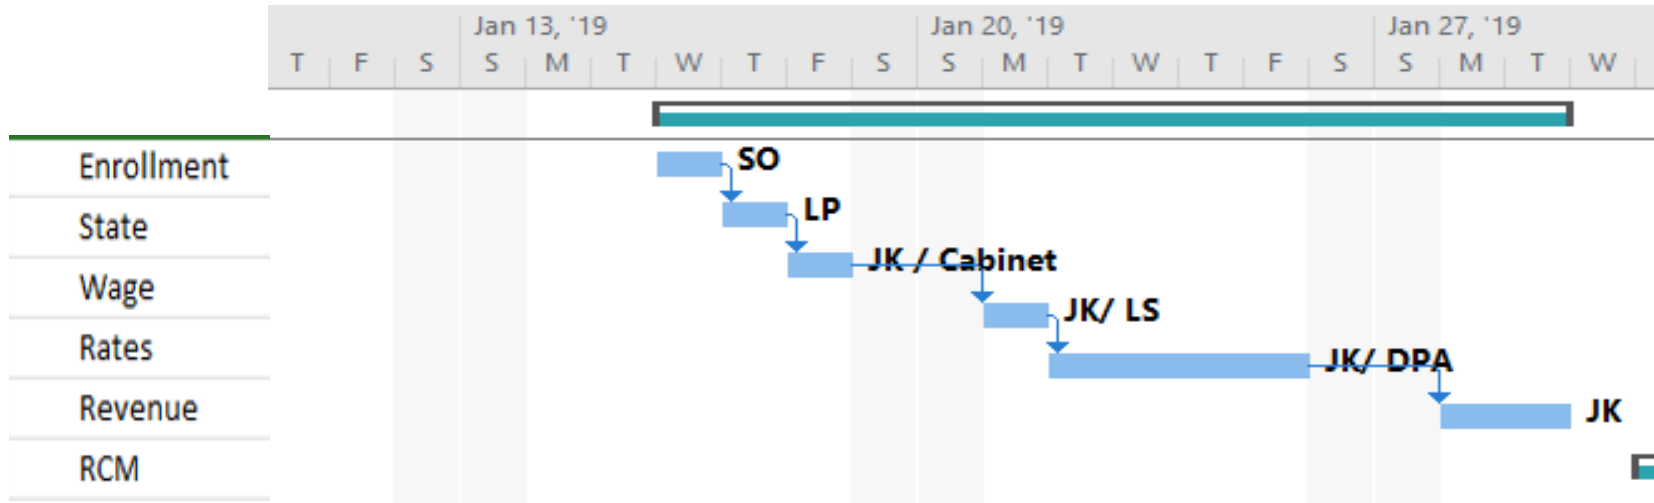 Jan 13, '19 Jan 20, '19 Jan 27, '19
T F S S M T W T F S S M T W T F S S M T W
Enrollment SO
State LP
Wage JK / Cabinet
Rates JK/ LS
Revenue JK/ DPA
JK
RCM